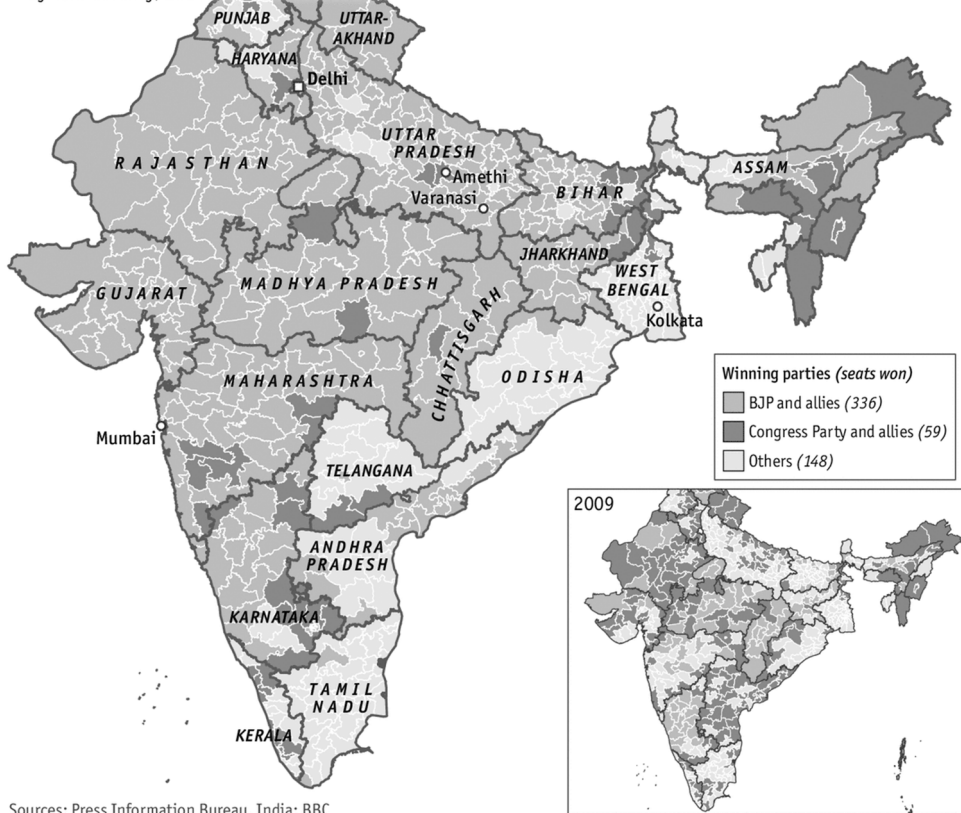 PUNJAB
UTTAR-
AKHAND
HARYANA
Delhi
RAJASTHAN
UTTAR
PRADESH
Amethi
Varanasi
BIHAR
ASSAM
JHARKHAND
WEST
BENGAL
Kolkata
GUJARAT
MADHYA PRADESH
CHHATTISGARH
ODISHA
MAHARASHTRA
Mumbai
TELANGANA
ANDHRA
PRADESH
KARNATAKA
TAMIL
NADU
KERALA
Winning parties (seats won)
BJP and allies (336)
Congress Party and allies (59)
Others (148)
2009
Sources: Press Information Bureau, India; BBC